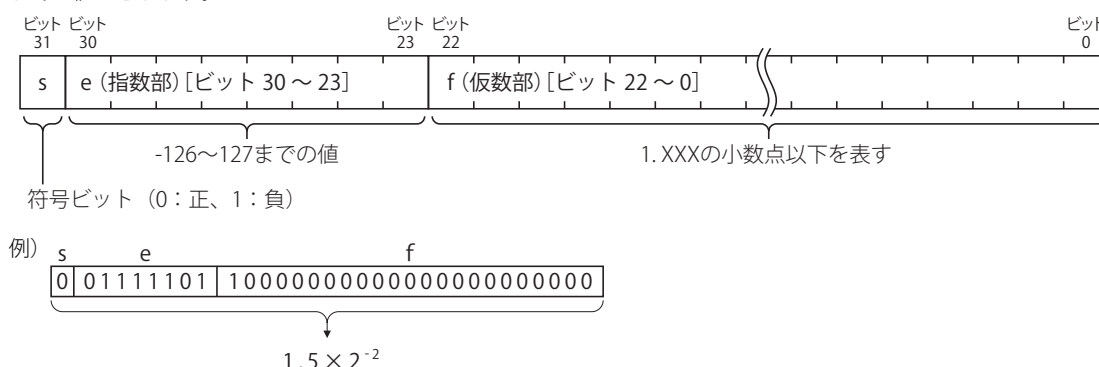 ビット ビット ビット ビット ビット
31 30 23 22 0
s e（指数部）［ビット 30 ～ 23］ f（仮数部）［ビット 22 ～ 0］
-126～127までの値 1. XXXの小数点以下を表す
符号ビット（0：正、1：負）
例） s e f
0 01111101 10000000000000000000000
1.5×2⁻²